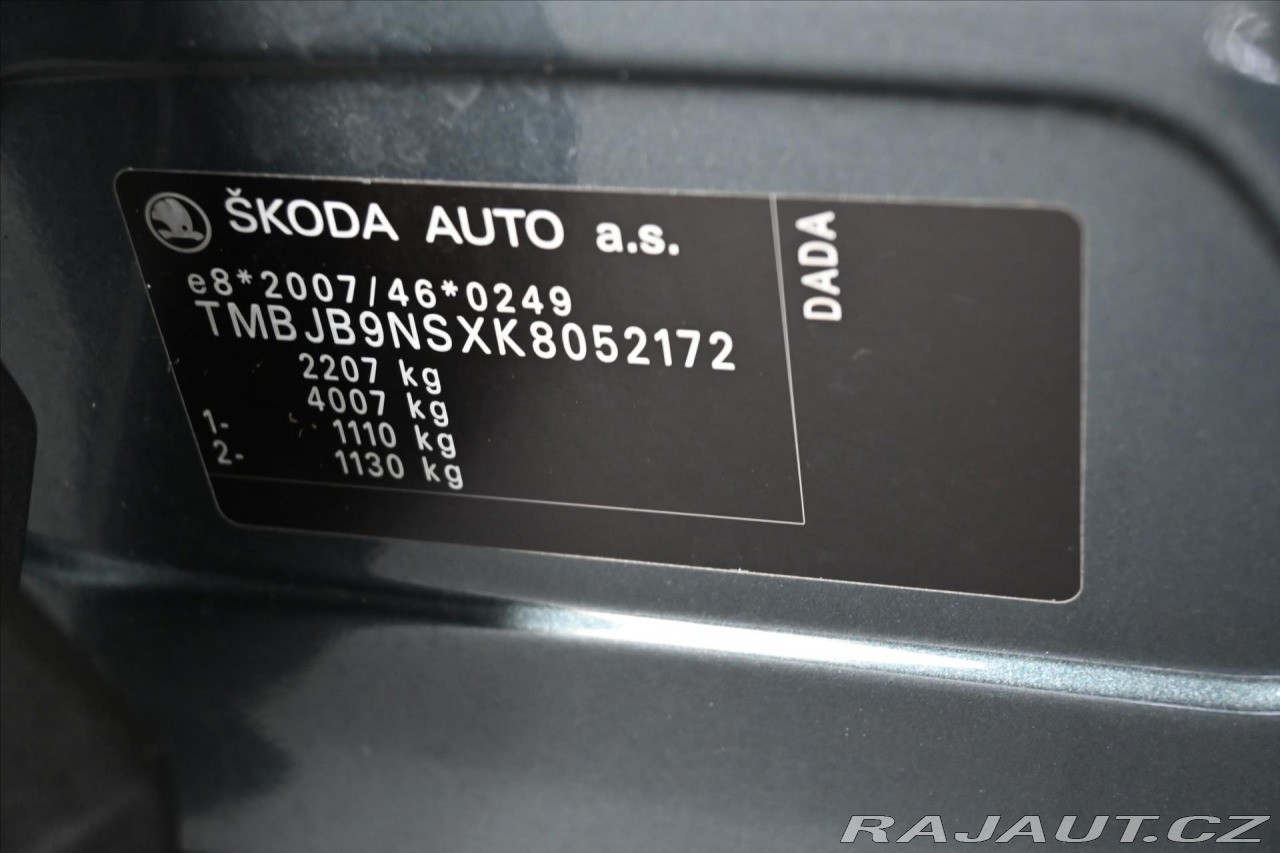 ŠKODA AUTO a.s.
e8*2007/46*0249
TMBJB9NSXK8052172
2207 kg
4007 kg
1- 1110 kg
2- 1130 kg
DADA
RAJAUT.CZ